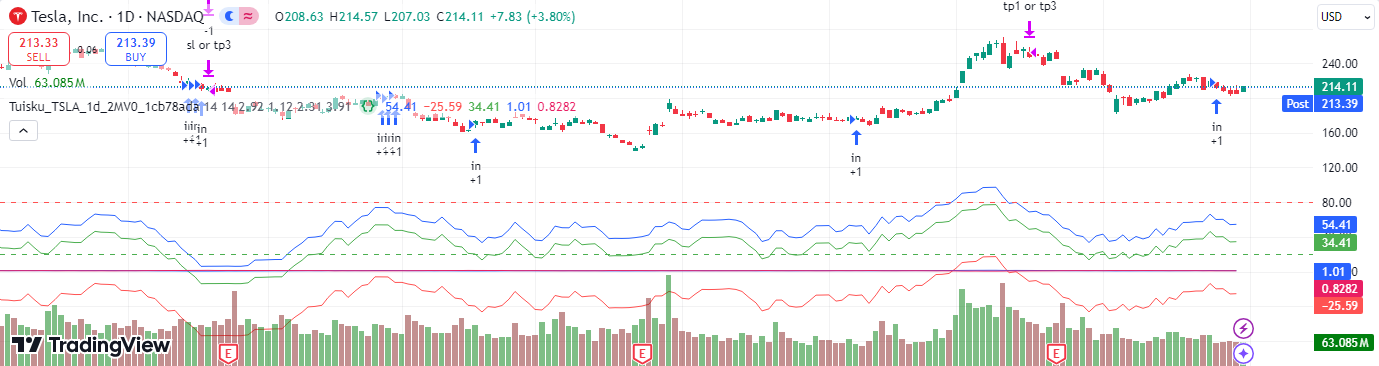 Tesla, Inc. · 1D · NASDAQ O208.63 H214.57 L207.03 C214.11 +7.83 (+3.80%)
tp1 or tp3
USD
213.33 SELL
0.06
213.39 BUY
-1
sl or tp3
240.00
Vol 63.085M
214.11
Tuisku_TSLA_1d_2MV0_1cb78ada 14 14 2.92 1.12 2.31 3.91 54.41 −25.59 34.41 1.01 0.8282
Post 213.39
160.00
in
+1
in
+1
in
+1
in
+1
in
+1
120.00
80.00
54.41
34.41
1.01
0.8282
−25.59
63.085M
TradingView
E
E
E